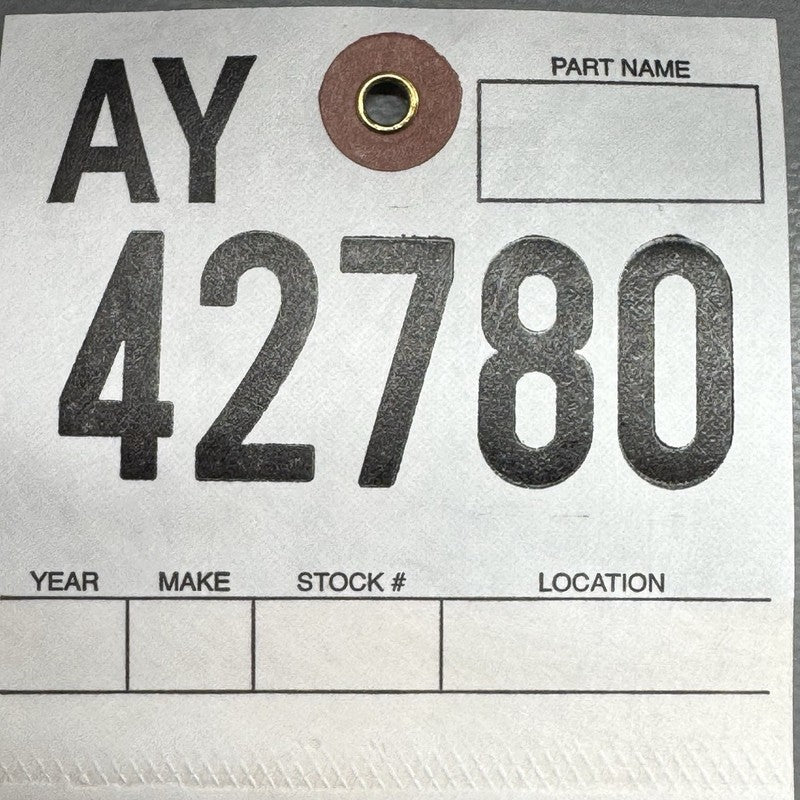 AY
PART NAME
42780
YEAR MAKE STOCK # LOCATION